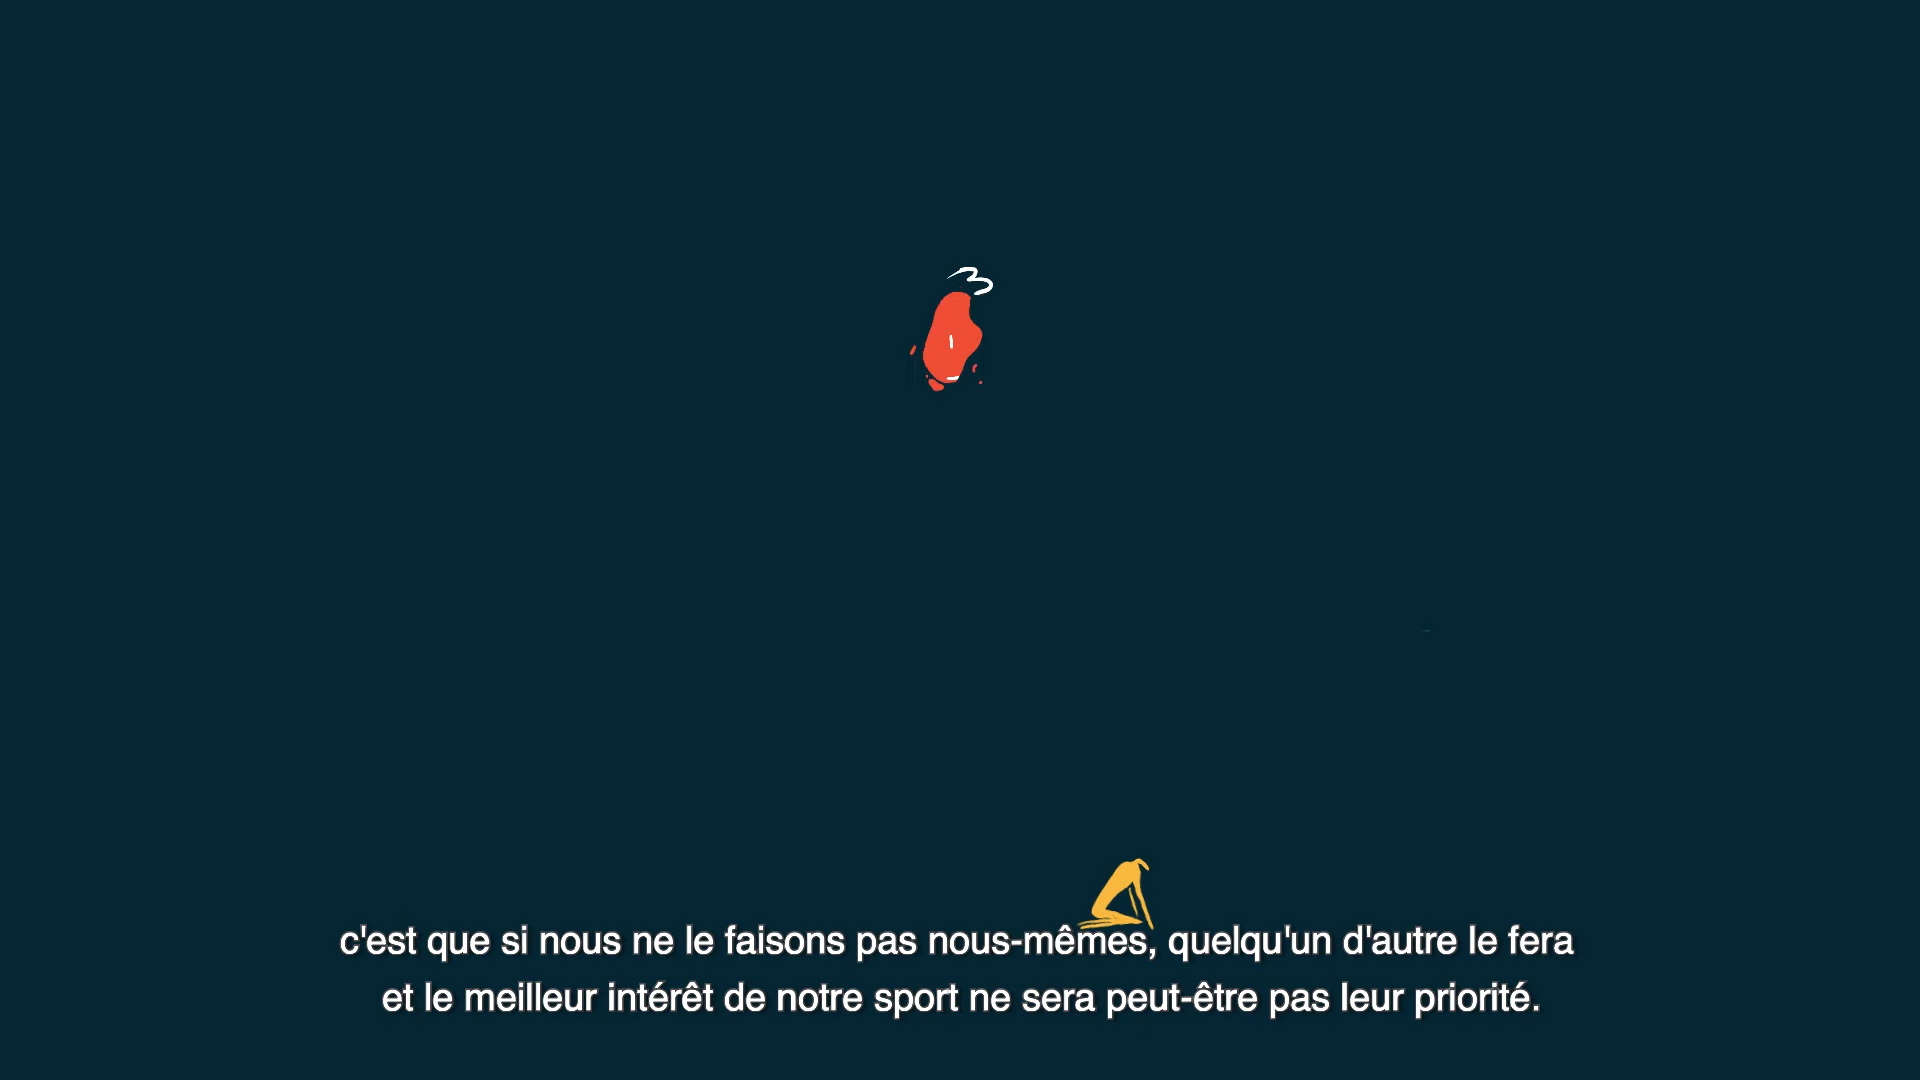 c'est que si nous ne le faisons pas nous-mêmes, quelqu'un d'autre le fera
et le meilleur intérêt de notre sport ne sera peut-être pas leur priorité.